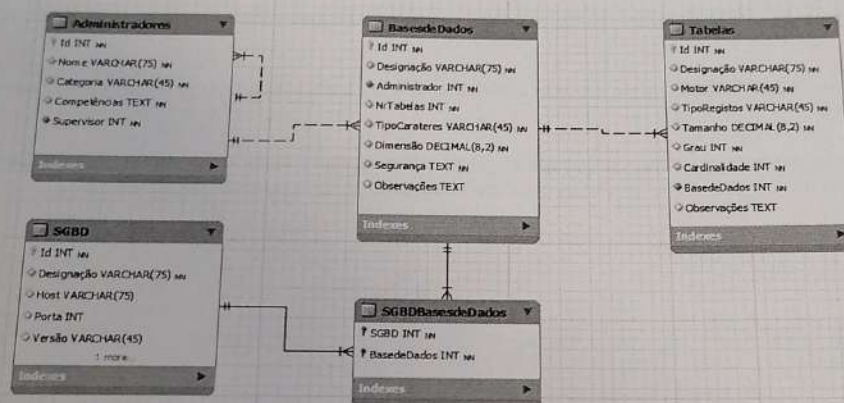 Administradores
Id INT NN
Nome VARCHAR(75) NN
Categoria VARCHAR(45) NN
Competências TEXT NN
Supervisor INT NN
Indexes
BasesdeDados
Id INT NN
Designação VARCHAR(75) NN
Administrador INT NN
NrTabelas INT NN
TipoCarateres VARCHAR(45) NN
Dimensão DECIMAL(8,2) NN
Segurança TEXT NN
Observações TEXT
Indexes
Tabelas
Id INT NN
Designação VARCHAR(75) NN
Motor VARCHAR(45) NN
TipoRegistos VARCHAR(45) NN
Tamanho DECIMAL(8,2) NN
Grau INT NN
Cardinalidade INT NN
BasedeDados INT NN
Observações TEXT
Indexes
SGBD
Id INT NN
Designação VARCHAR(75) NN
Host VARCHAR(75)
Porta INT
Versão VARCHAR(45)
1 more...
Indexes
SGBDBasesdeDados
SGBD INT NN
BasedeDados INT NN
Indexes